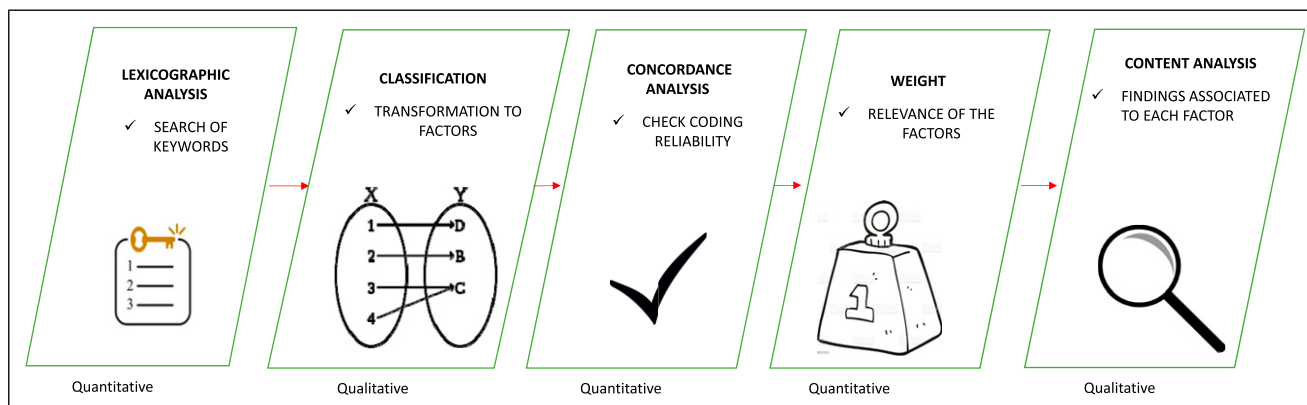 LEXICOGRAPHIC
ANALYSIS
✓ SEARCH OF
KEYWORDS
1
2
3
Quantitative
CLASSIFICATION
✓ TRANSFORMATION TO
FACTORS
X Y
1 D
2 B
3 C
4
Qualitative
CONCORDANCE
ANALYSIS
✓ CHECK CODING
RELIABILITY
Quantitative
WEIGHT
✓ RELEVANCE OF THE
FACTORS
1
Quantitative
CONTENT ANALYSIS
✓ FINDINGS ASSOCIATED
TO EACH FACTOR
Qualitative